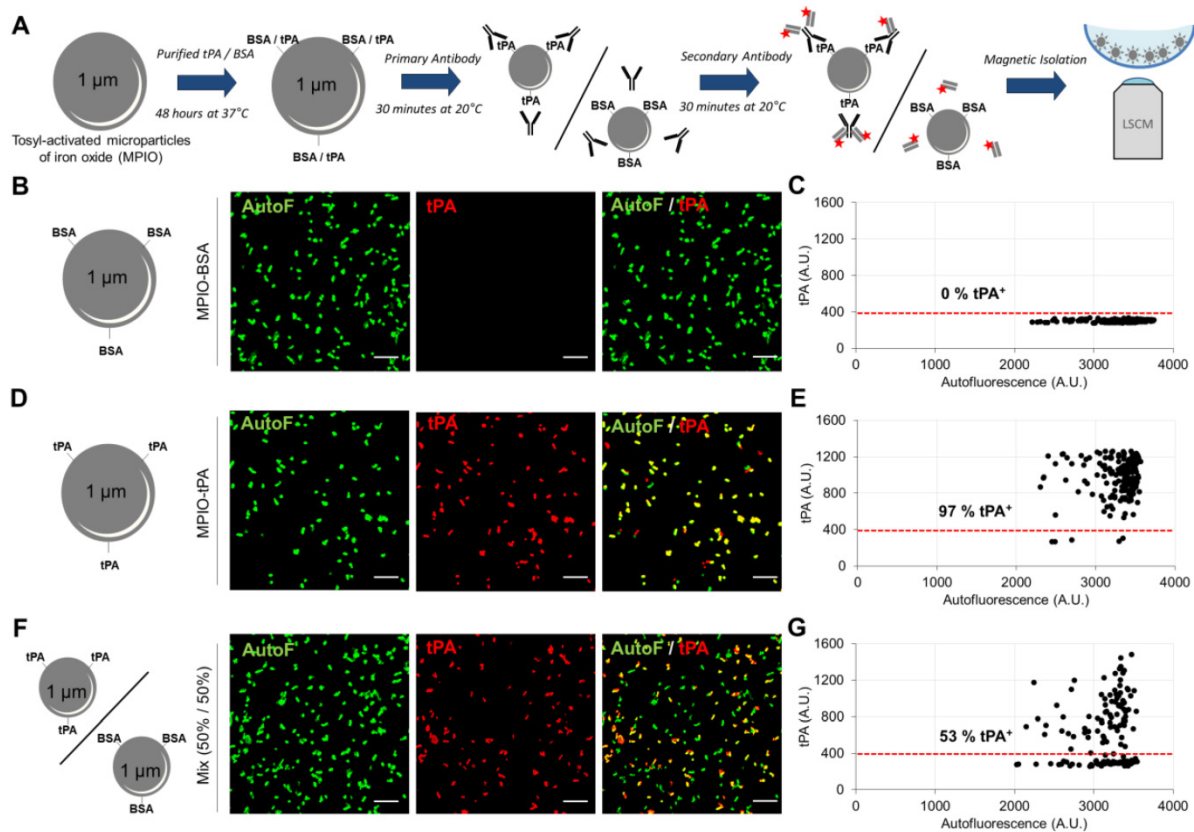 A
1 µm
Tosyl-activated microparticles
of iron oxide (MPIO)
Purified tPA / BSA
48 hours at 37°C
BSA / tPA
BSA / tPA
1 µm
BSA / tPA
Primary Antibody
30 minutes at 20°C
tPA
tPA
tPA
BSA
BSA
BSA
Secondary Antibody
30 minutes at 20°C
tPA
tPA
tPA
BSA
BSA
BSA
Magnetic Isolation
LSCM
B
BSA
BSA
1 µm
BSA
MPIO-BSA
AutoF
tPA
AutoF / tPA
C
tPA (A.U.)
1600
1200
800
400
0
0 % tPA+
0
1000
2000
3000
4000
Autofluorescence (A.U.)
D
tPA
tPA
1 µm
tPA
MPIO-tPA
AutoF
tPA
AutoF / tPA
E
tPA (A.U.)
1600
1200
800
400
0
97 % tPA+
0
1000
2000
3000
4000
Autofluorescence (A.U.)
F
tPA
tPA
1 µm
tPA
BSA
BSA
1 µm
BSA
Mix (50% / 50%)
AutoF
tPA
AutoF / tPA
G
tPA (A.U.)
1600
1200
800
400
0
53 % tPA+
0
1000
2000
3000
4000
Autofluorescence (A.U.)